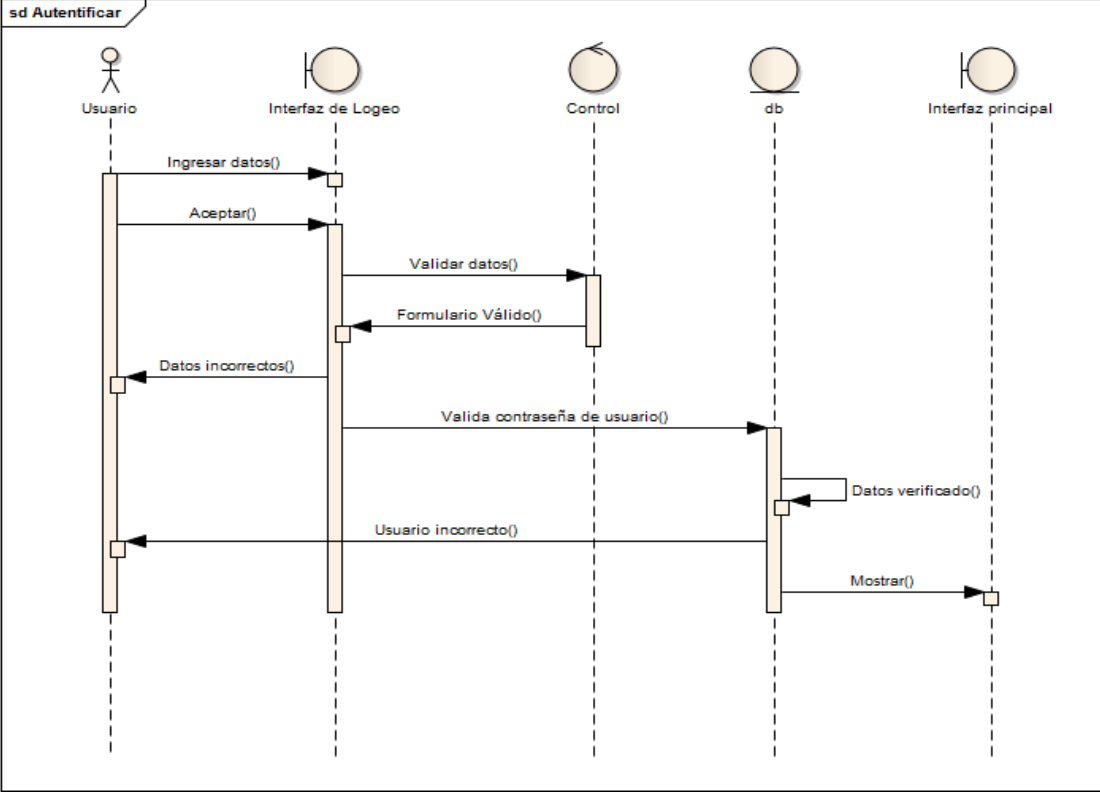 sd Autentificar
Usuario
Interfaz de Logeo
Control
db
Interfaz principal
Ingresar datos()
Aceptar()
Validar datos()
Formulario Válido()
Datos incorrectos()
Valida contraseña de usuario()
Datos verificado()
Usuario incorrecto()
Mostrar()